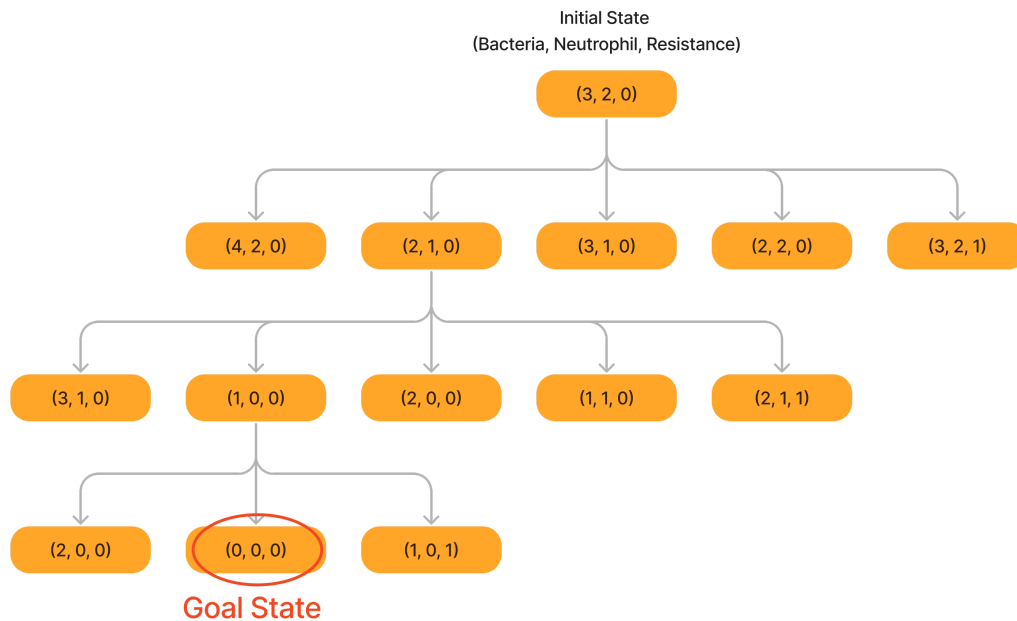 Initial State
(Bacteria, Neutrophil, Resistance)
(3, 2, 0)
(4, 2, 0)
(2, 1, 0)
(3, 1, 0)
(2, 2, 0)
(3, 2, 1)
(3, 1, 0)
(1, 0, 0)
(2, 0, 0)
(1, 1, 0)
(2, 1, 1)
(2, 0, 0)
(0, 0, 0)
(1, 0, 1)
Goal State